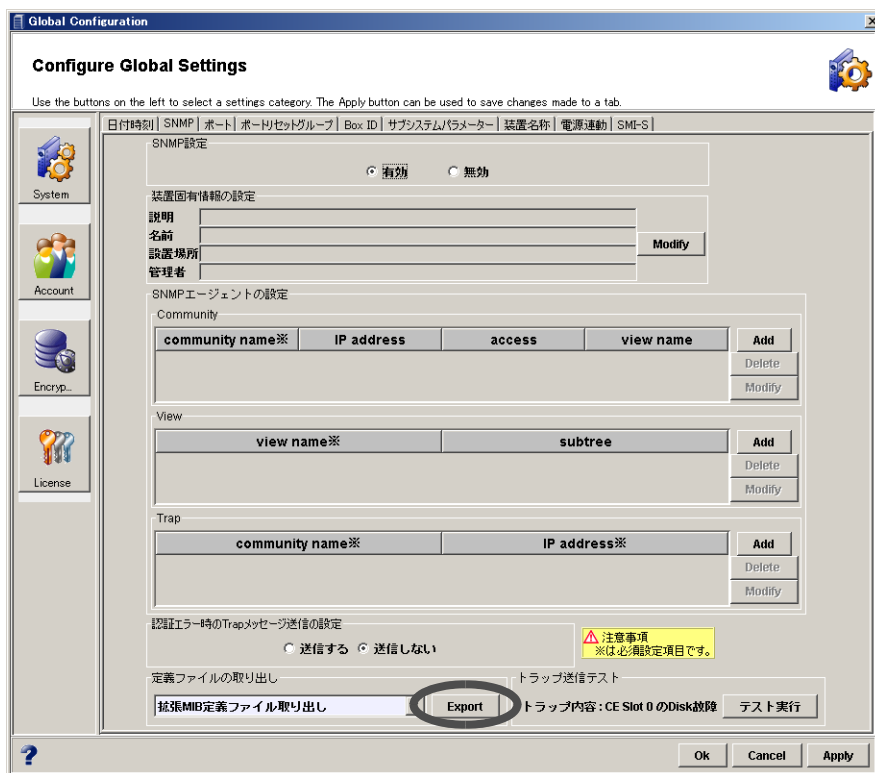 Global Configuration
Configure Global Settings
Use the buttons on the left to select a settings category. The Apply button can be used to save changes made to a tab.
日付時刻 SNMP ポート ポートリセットグループ Box ID サブシステムパラメーター 装置名称 電源連動 SMI-S
System
Account
Encryp...
License
SNMP設定
有効 無効
装置固有情報の設定
説明
名前
設置場所
管理者
Modify
SNMPエージェントの設定
Community
community name※ IP address access view name
Add
Delete
Modify
View
view name※ subtree
Add
Delete
Modify
Trap
community name※ IP address※
Add
Delete
Modify
認証エラー時のTrapメッセージ送信の設定
送信する 送信しない
注意事項
※は必須設定項目です。
定義ファイルの取り出し
拡張MIB定義ファイル取り出し
Export
トラップ送信テスト
トラップ内容：CE Slot 0 のDisk故障 テスト実行
?
Ok Cancel Apply